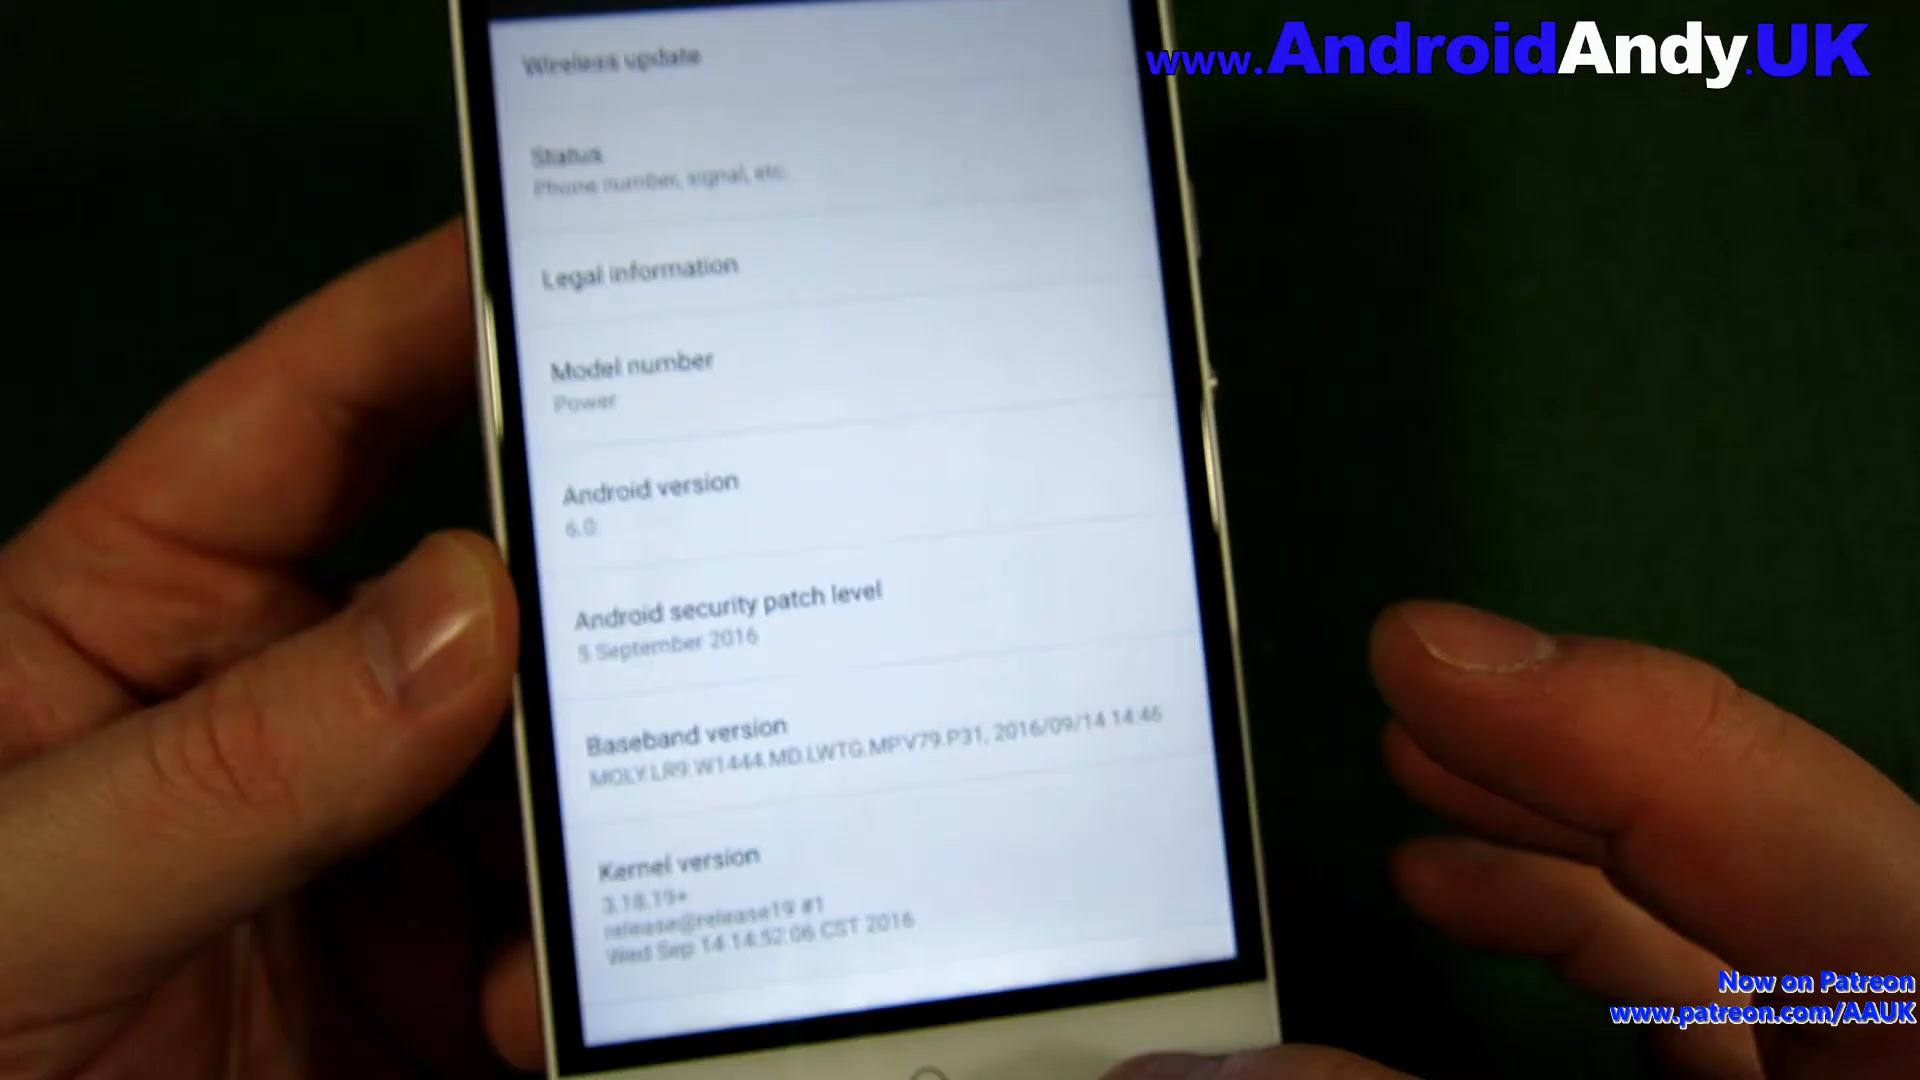 www.AndroidAndy.UK
Wireless update
Status
Phone number, signal, etc.
Legal information
Model number
Power
Android version
6.0
Android security patch level
5 September 2016
Baseband version
MOLY.LR9.W1444.MD.LWTG.MP.V79.P31, 2016/09/14 14:46
Kernel version
3.18.19+
release@release19 #1
Wed Sep 14 14:52:06 CST 2016
Now on Patreon
www.patreon.com/AAUK